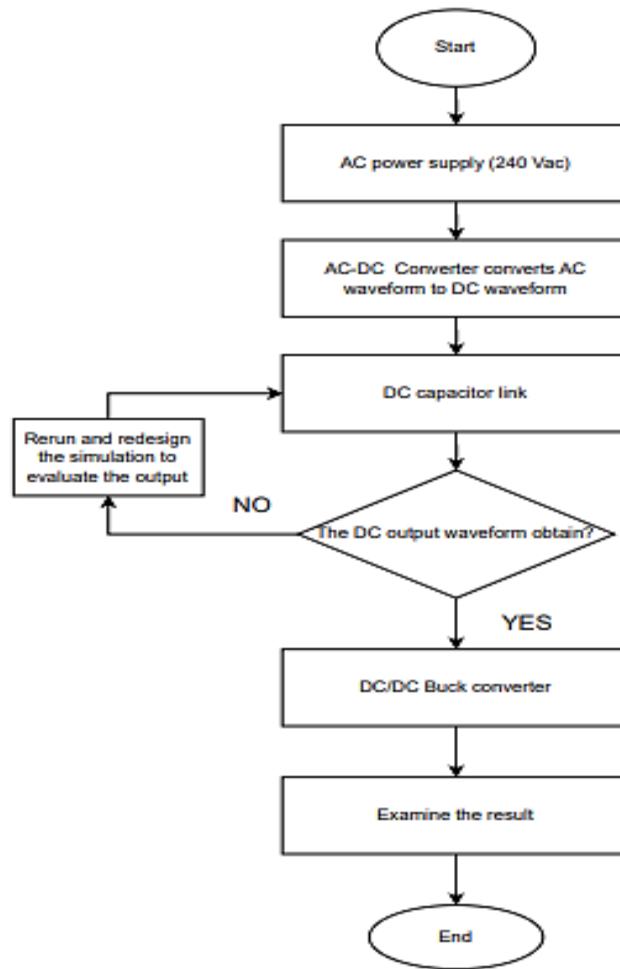 Start
AC power supply (240 Vac)
AC-DC Converter converts AC
waveform to DC waveform
DC capacitor link
Rerun and redesign
the simulation to
evaluate the output
NO
The DC output waveform obtain?
YES
DC/DC Buck converter
Examine the result
End